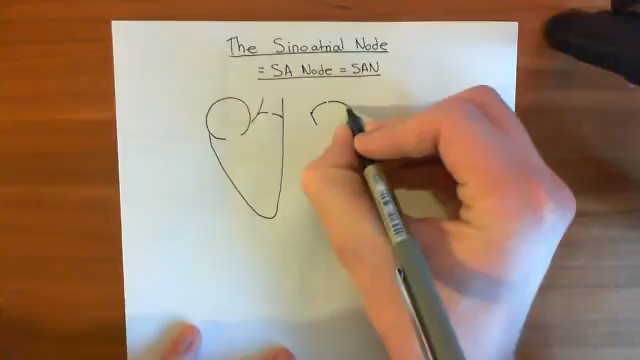 The Sinoatrial Node
= SA Node = SAN